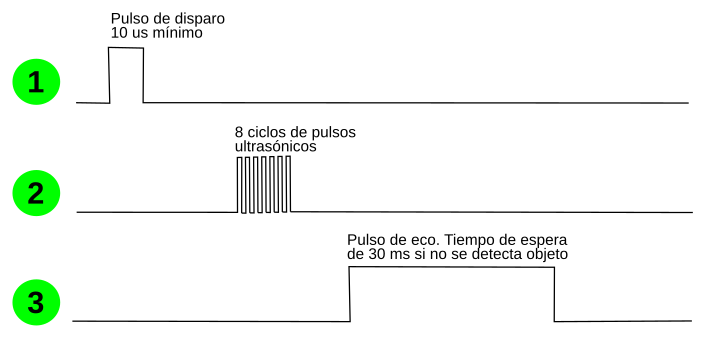 Pulso de disparo
10 us mínimo
1
8 ciclos de pulsos
ultrasónicos
2
Pulso de eco. Tiempo de espera
de 30 ms si no se detecta objeto
3